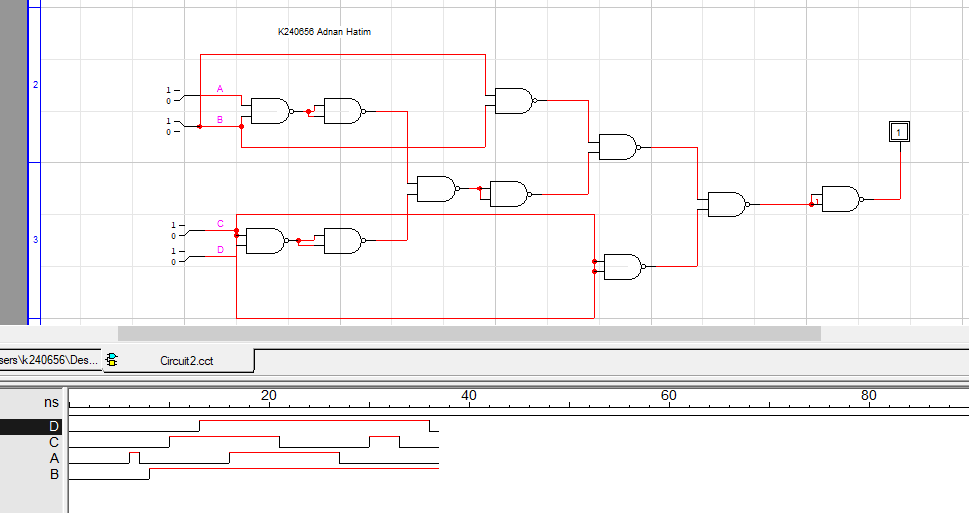 K240656 Adnan Hatim
2
1
0
A
1
0
B
1
1
3
1
0
C
1
0
D
sers\k240656\Des... Circuit2.cct
ns 20 40 60 80
D
C
A
B